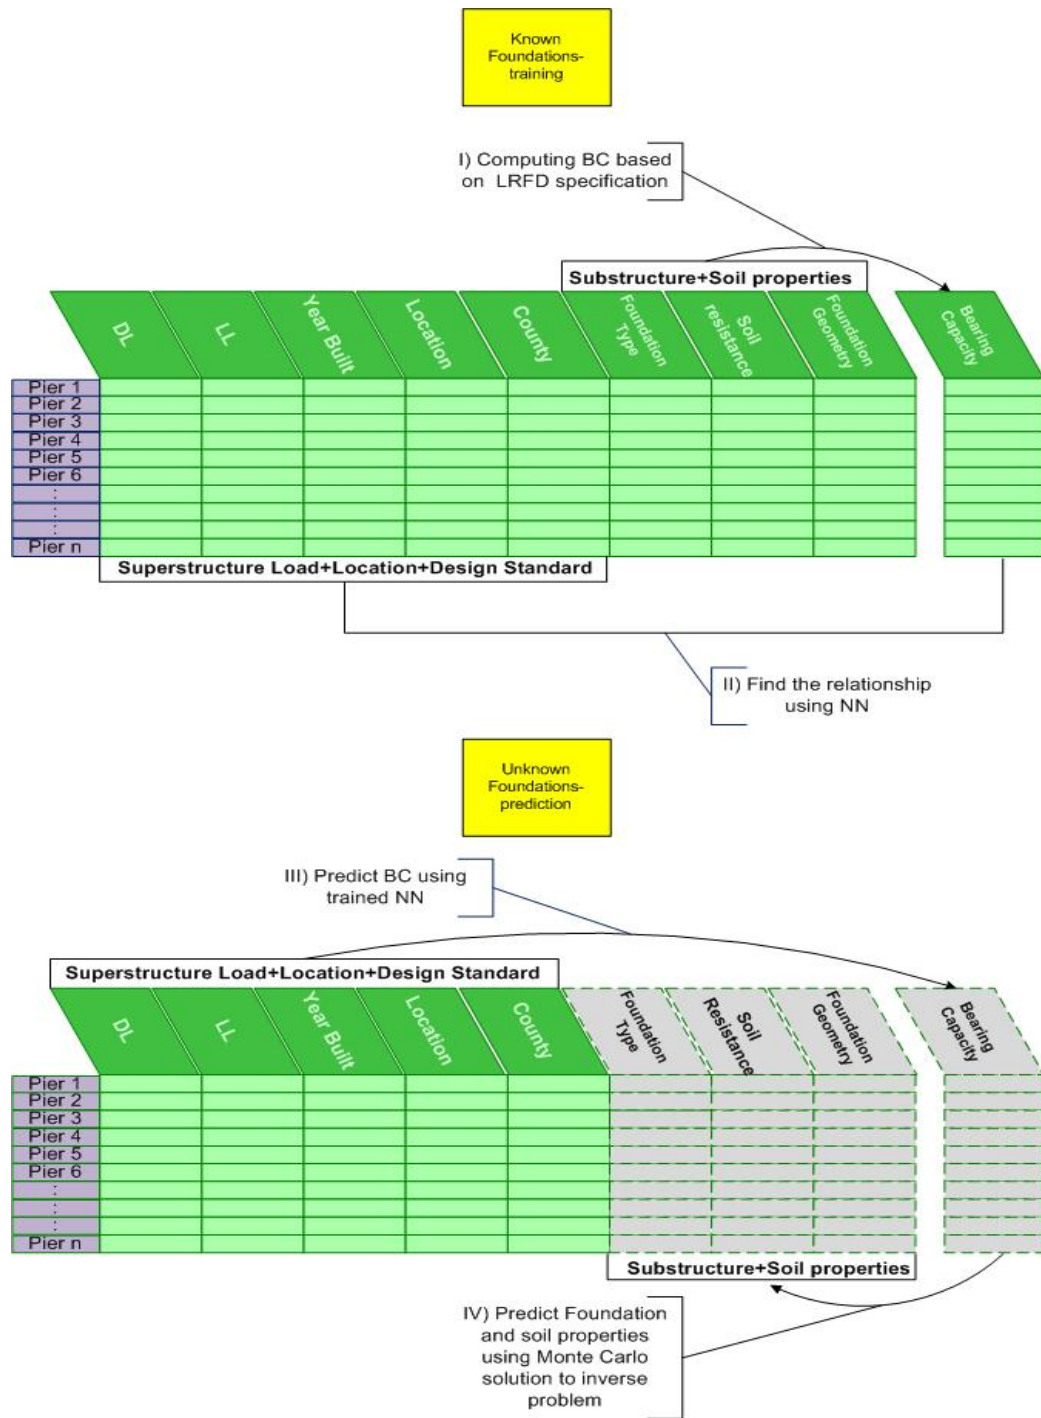 Known
Foundations-
training
I) Computing BC based
on LRFD specification
Substructure+Soil properties
DL
LL
Year Built
Location
County
Foundation
Type
Soil
resistance
Foundation
Geometry
Bearing
Capacity
Pier 1
Pier 2
Pier 3
Pier 4
Pier 5
Pier 6
:
:
:
Pier n
Superstructure Load+Location+Design Standard
II) Find the relationship
using NN
Unknown
Foundations-
prediction
III) Predict BC using
trained NN
Superstructure Load+Location+Design Standard
DL
LL
Year Built
Location
County
Foundation
Type
Soil
Resistance
Foundation
Geometry
Bearing
Capacity
Pier 1
Pier 2
Pier 3
Pier 4
Pier 5
Pier 6
:
:
:
Pier n
Substructure+Soil properties
IV) Predict Foundation
and soil properties
using Monte Carlo
solution to inverse
problem